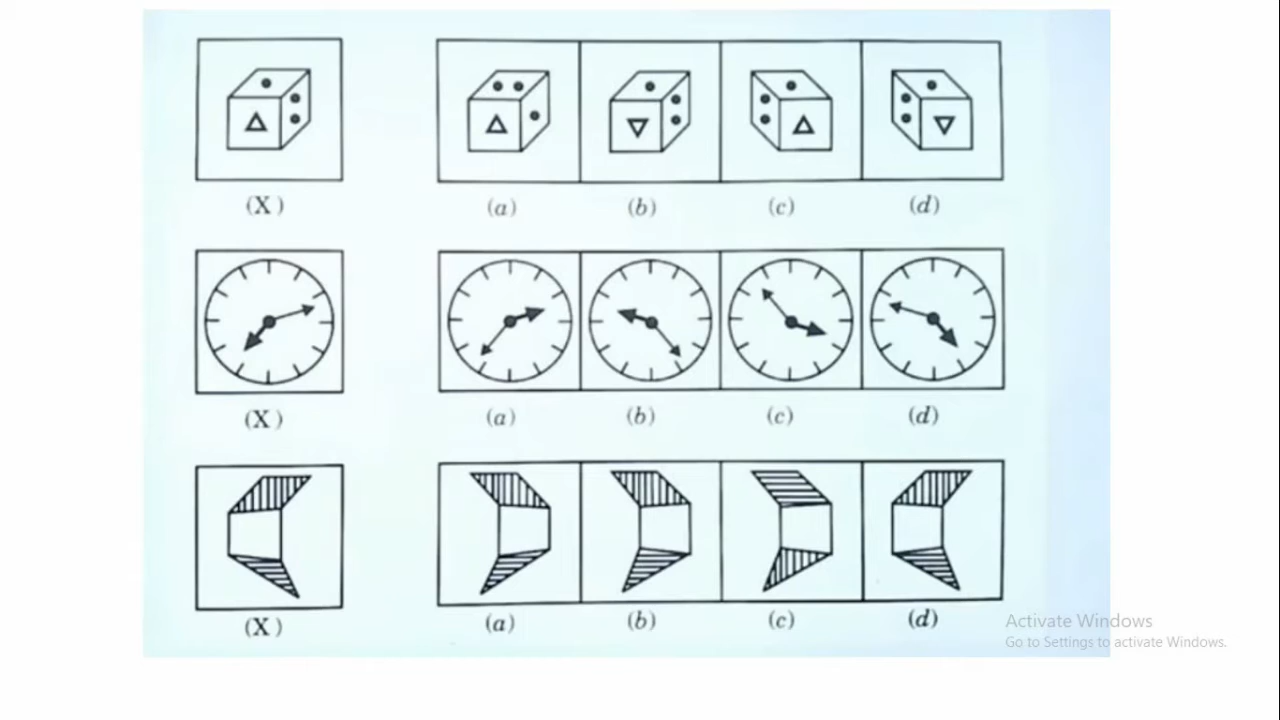 (X)
(a) (b) (c) (d)
(X)
(a) (b) (c) (d)
(X)
(a) (b) (c) (d)
Activate Windows
Go to Settings to activate Windows.